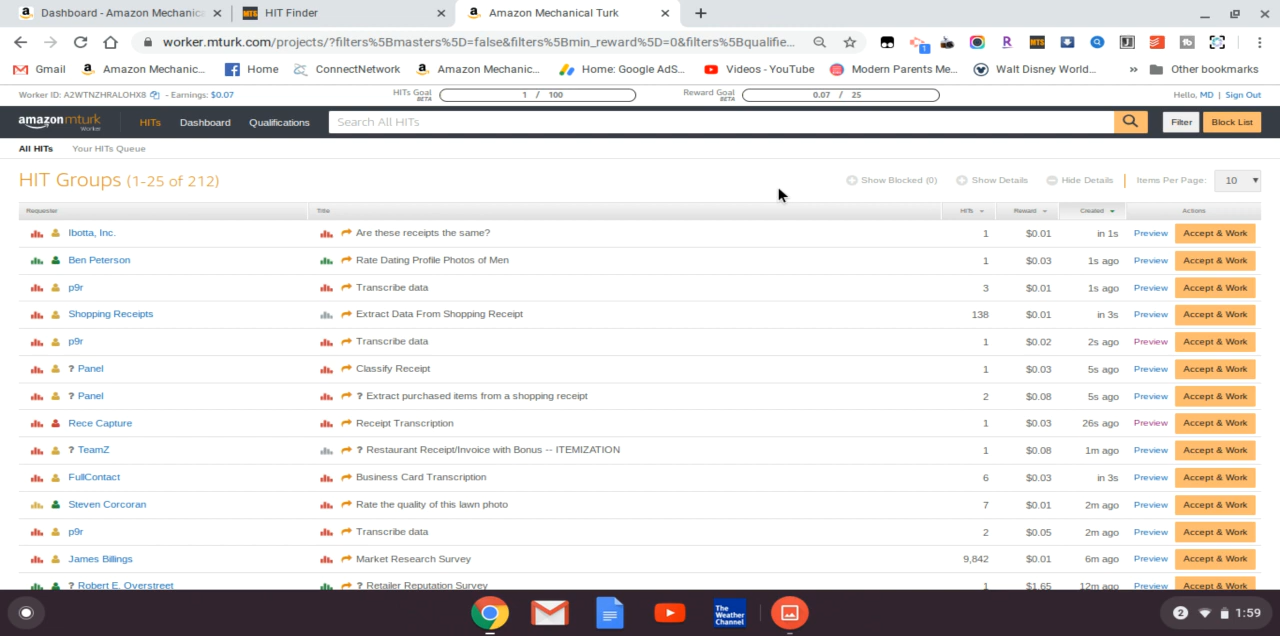 Dashboard - Amazon Mechanic
HIT Finder
Amazon Mechanical Turk
worker.mturk.com/projects/?filters%5Bmasters%5D=false&filters%5Bmin_reward%5D=0&filters%5Bqualifie...
Gmail Amazon Mechanic... Home ConnectNetwork Amazon Mechanic... Home: Google AdS... Videos - YouTube Modern Parents Me... Walt Disney World... » Other bookmarks
Worker ID: A2WTNZHRALOHX8 - Earnings: $0.07 HITs Goal BETA 1 / 100 Reward Goal BETA 0.07 / 25 Hello, MD | Sign Out
amazon mturk Worker HITs Dashboard Qualifications Search All HITs Filter Block List
All HITs Your HITs Queue
HIT Groups (1-25 of 212) Show Blocked (0) Show Details Hide Details Items Per Page: 10
Requester Title HITs Reward Created Actions
Ibotta, Inc. Are these receipts the same? 1 $0.01 in 1s Preview Accept & Work
Ben Peterson Rate Dating Profile Photos of Men 1 $0.03 1s ago Preview Accept & Work
p9r Transcribe data 3 $0.01 1s ago Preview Accept & Work
Shopping Receipts Extract Data From Shopping Receipt 138 $0.01 in 3s Preview Accept & Work
p9r Transcribe data 1 $0.02 2s ago Preview Accept & Work
? Panel Classify Receipt 1 $0.03 5s ago Preview Accept & Work
? Panel ? Extract purchased items from a shopping receipt 2 $0.08 5s ago Preview Accept & Work
Rece Capture Receipt Transcription 1 $0.03 26s ago Preview Accept & Work
? TeamZ ? Restaurant Receipt/Invoice with Bonus -- ITEMIZATION 1 $0.08 1m ago Preview Accept & Work
FullContact Business Card Transcription 6 $0.03 in 3s Preview Accept & Work
Steven Corcoran Rate the quality of this lawn photo 7 $0.01 2m ago Preview Accept & Work
p9r Transcribe data 2 $0.05 2m ago Preview Accept & Work
James Billings Market Research Survey 9,842 $0.01 6m ago Preview Accept & Work
? Robert E. Overstreet ? Retailer Reputation Survey 1 $1.65 12m ago Preview Accept & Work
The Weather Channel
2 1:59